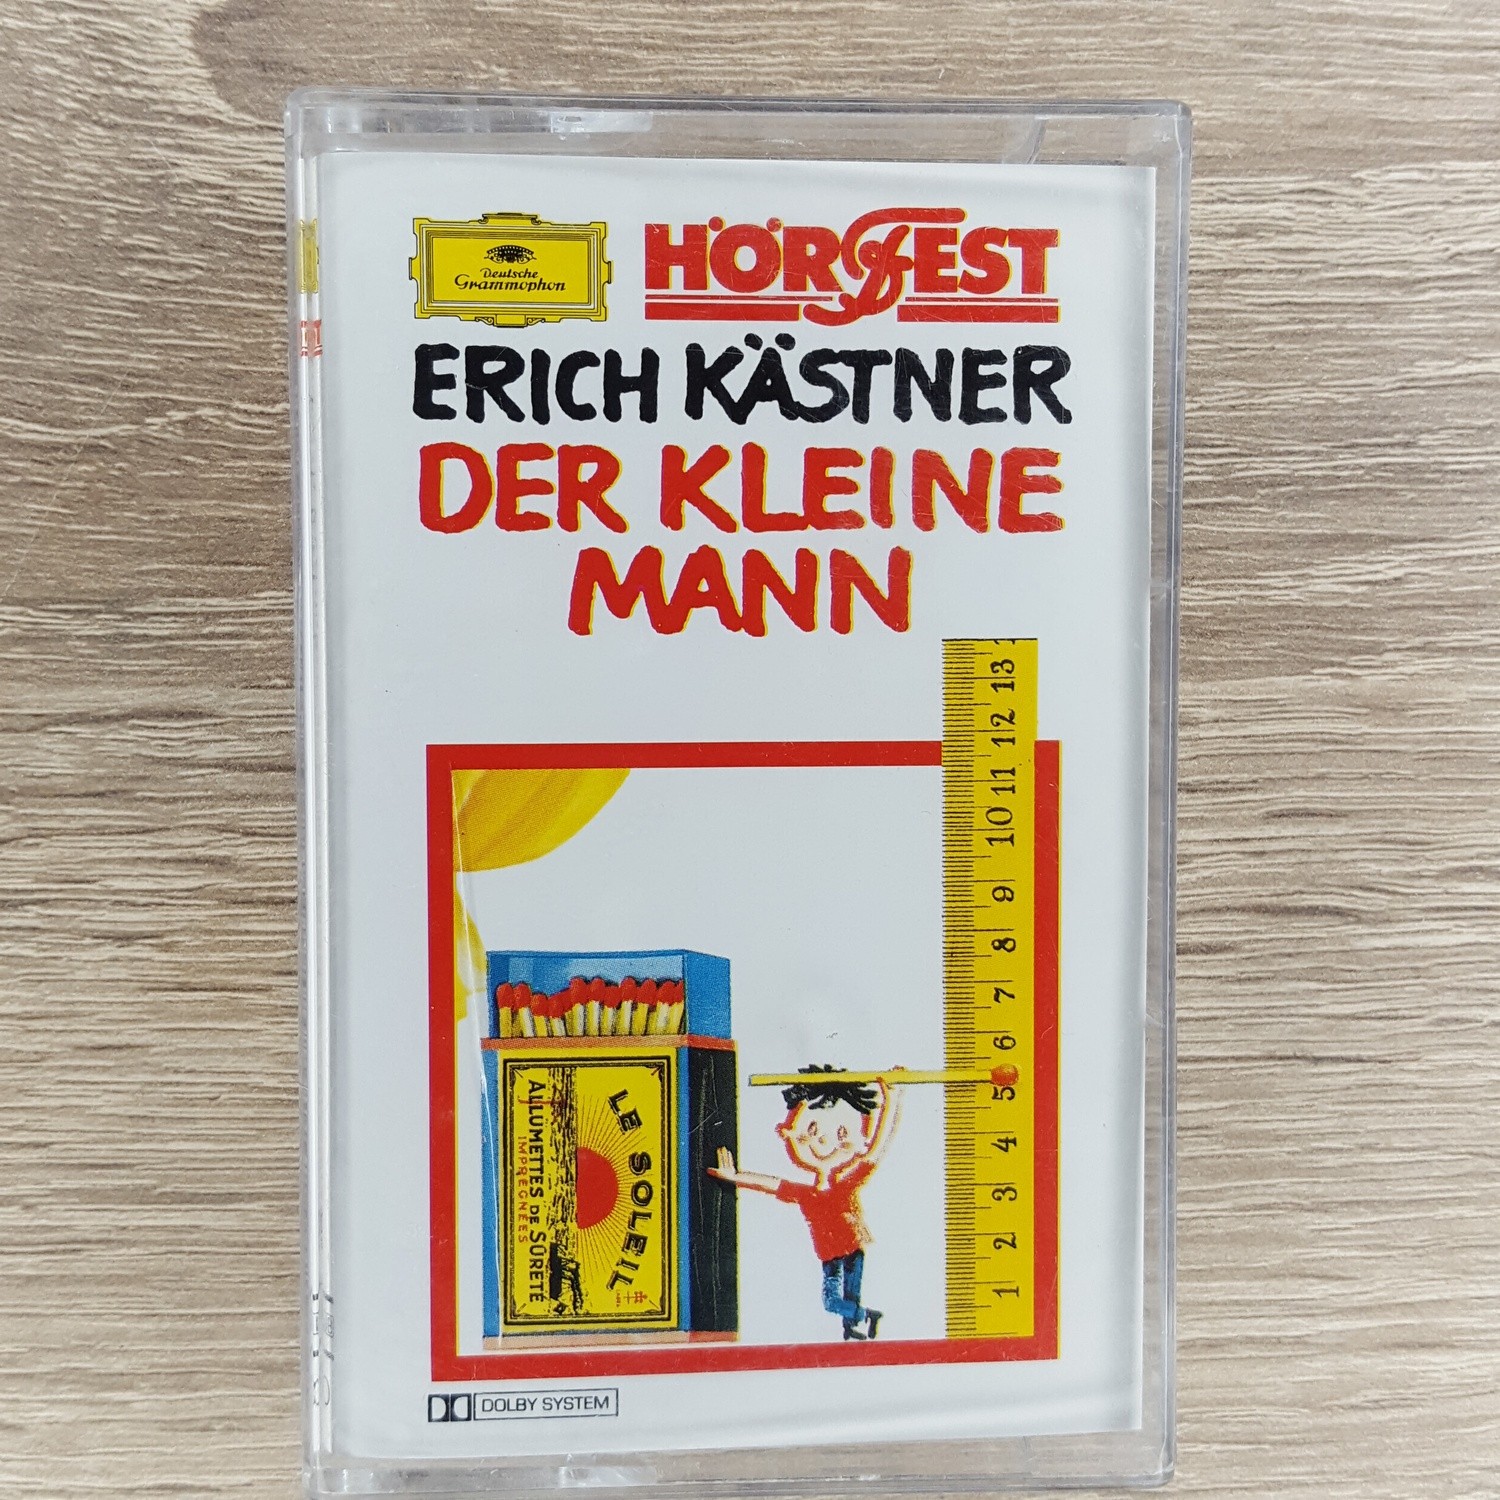 Deutsche
Grammophon
HÖRFEST
ERICH KÄSTNER
DER KLEINE
MANN
13
12
11
10
9
8
7
6
5
4
3
2
1
LE SOLEIL
ALLUMETTES DE SÛRETÉ
IMPRÉGNÉES
DOLBY SYSTEM